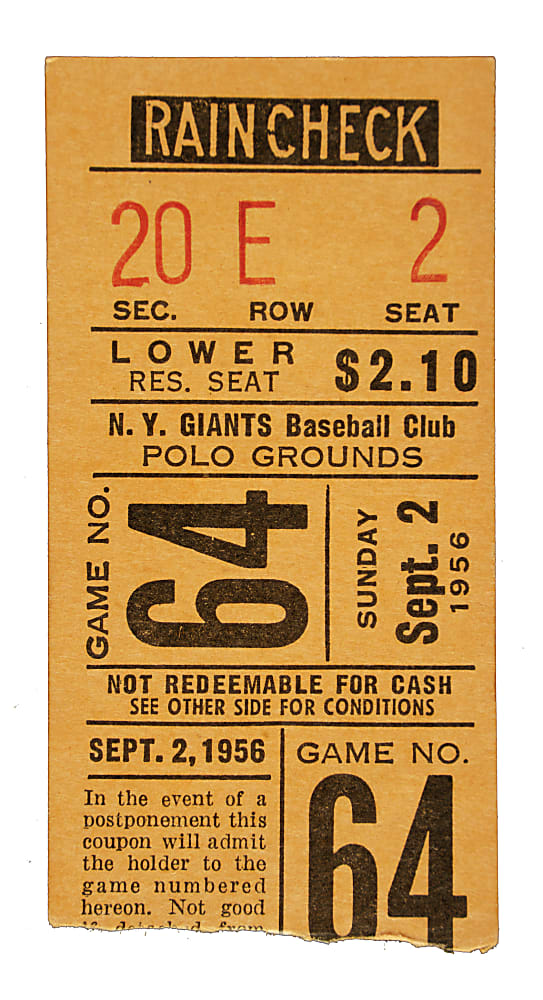 RAIN CHECK
20 E 2
SEC. ROW SEAT
LOWER
RES. SEAT
$2.10
N. Y. GIANTS Baseball Club
POLO GROUNDS
GAME NO.
64
SUNDAY
Sept. 2
1956
NOT REDEEMABLE FOR CASH
SEE OTHER SIDE FOR CONDITIONS
SEPT. 2, 1956
In the event of a
postponement this
coupon will admit
the holder to the
game numbered
hereon. Not good
if detached from
GAME NO.
64